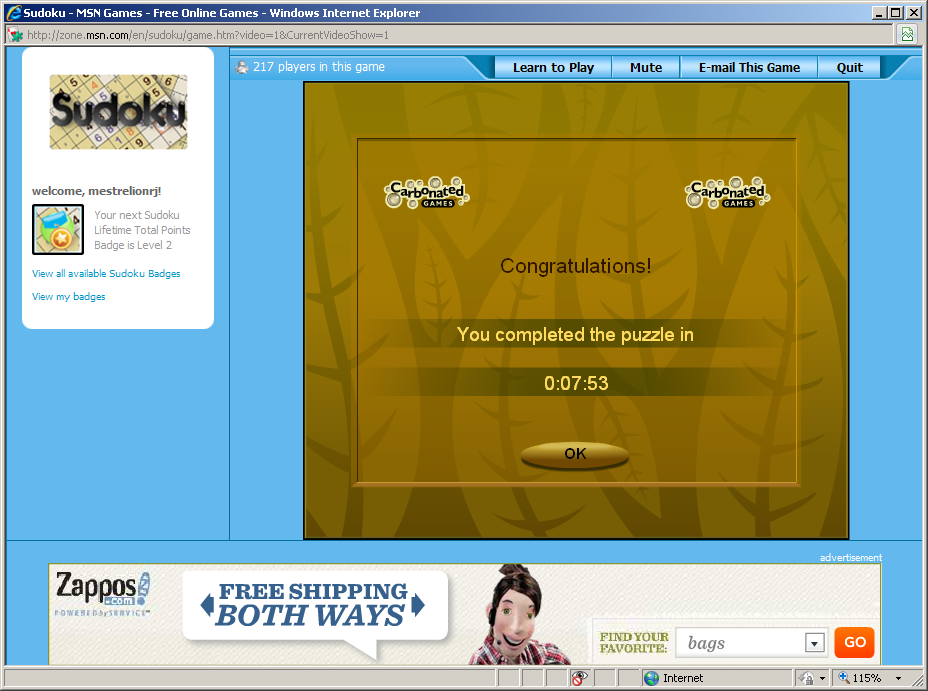 Sudoku - MSN Games - Free Online Games - Windows Internet Explorer
http://zone.msn.com/en/sudoku/game.htm?video=1&CurrentVideoShow=1
217 players in this game
Learn to Play
Mute
E-mail This Game
Quit
Sudoku
welcome, mestrelionrj!
Your next Sudoku
Lifetime Total Points
Badge is Level 2
View all available Sudoku Badges
View my badges
Carbonated
GAMES
Carbonated
GAMES
Congratulations!
You completed the puzzle in
0:07:53
OK
advertisement
Zappos
.com
POWERED by SERVICE™
FREE SHIPPING
BOTH WAYS
FIND YOUR
FAVORITE:
bags
GO
Internet
115%